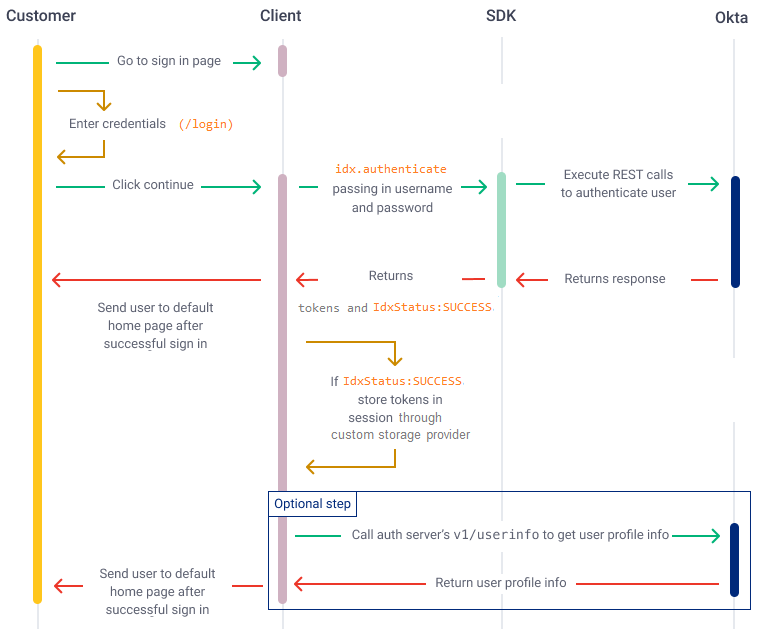 Customer
Client
SDK
Okta
Go to sign in page
Enter credentials (/login)
Click continue
idx.authenticate
passing in username
and password
Execute REST calls
to authenticate user
Returns response
Returns
tokens and IdxStatus:SUCCESS
Send user to default
home page after
successful sign in
If IdxStatus:SUCCESS
store tokens in
session through
custom storage provider
Optional step
Call auth server's v1/userinfo to get user profile info
Return user profile info
Send user to default
home page after
successful sign in